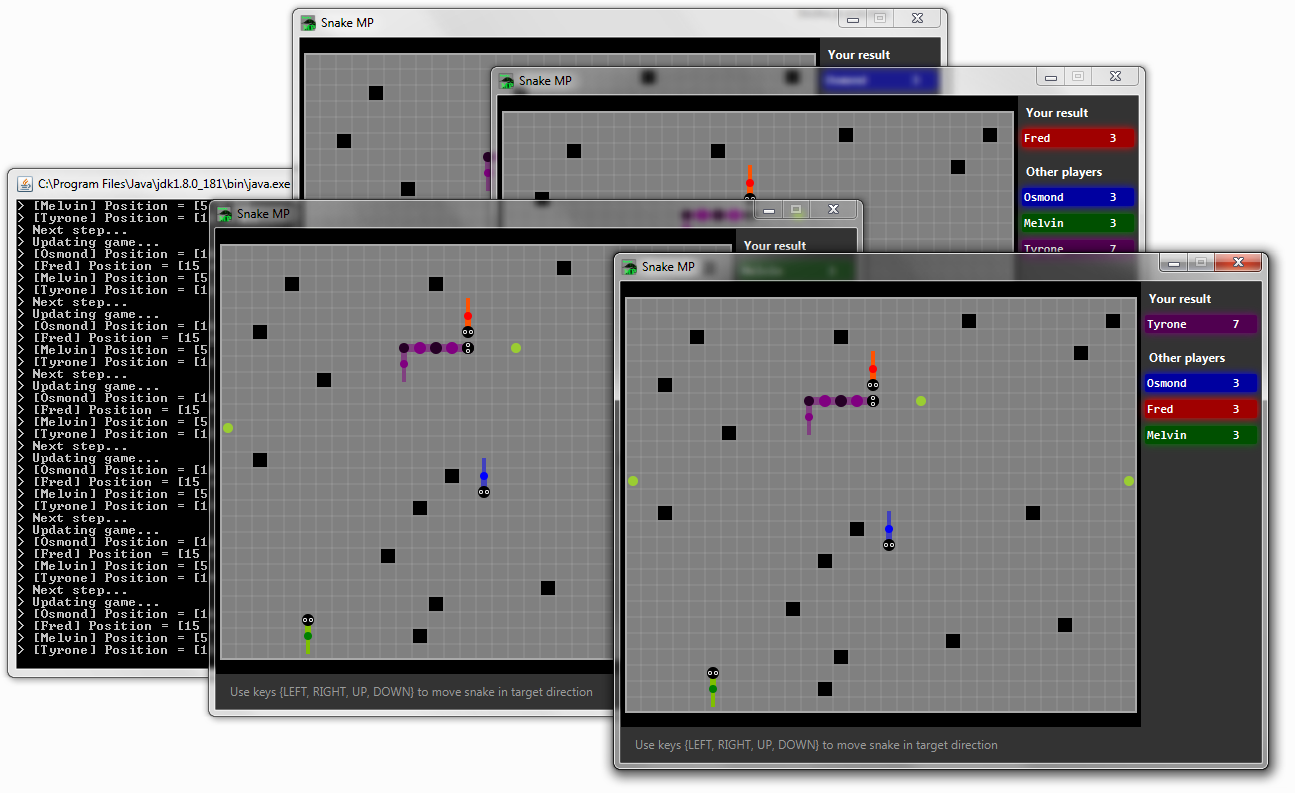 Snake MP
Your result
Osmond 3
Snake MP
Your result
Fred 3
Other players
Osmond 3
Melvin 3
Tyrone 7
C:\Program Files\Java\jdk1.8.0_181\bin\java.exe
> [Melvin] Position = [5
> [Tyrone] Position = [1
> Next step...
> Updating game...
> [Osmond] Position = [1
> [Fred] Position = [15
> [Melvin] Position = [5
> [Tyrone] Position = [1
> Next step...
> Updating game...
> [Osmond] Position = [1
> [Fred] Position = [15
> [Melvin] Position = [5
> [Tyrone] Position = [1
> Next step...
> Updating game...
> [Osmond] Position = [1
> [Fred] Position = [15
> [Melvin] Position = [5
> [Tyrone] Position = [1
> Next step...
> Updating game...
> [Osmond] Position = [1
> [Fred] Position = [15
> [Melvin] Position = [5
> [Tyrone] Position = [1
> Next step...
> Updating game...
> [Osmond] Position = [1
> [Fred] Position = [15
> [Melvin] Position = [5
> [Tyrone] Position = [1
> Next step...
> Updating game...
> [Osmond] Position = [1
> [Fred] Position = [15
> [Melvin] Position = [5
> [Tyrone] Position = [1
Snake MP
Your result
Use keys {LEFT, RIGHT, UP, DOWN} to move snake in target direction
Snake MP
Your result
Tyrone 7
Other players
Osmond 3
Fred 3
Melvin 3
Use keys {LEFT, RIGHT, UP, DOWN} to move snake in target direction